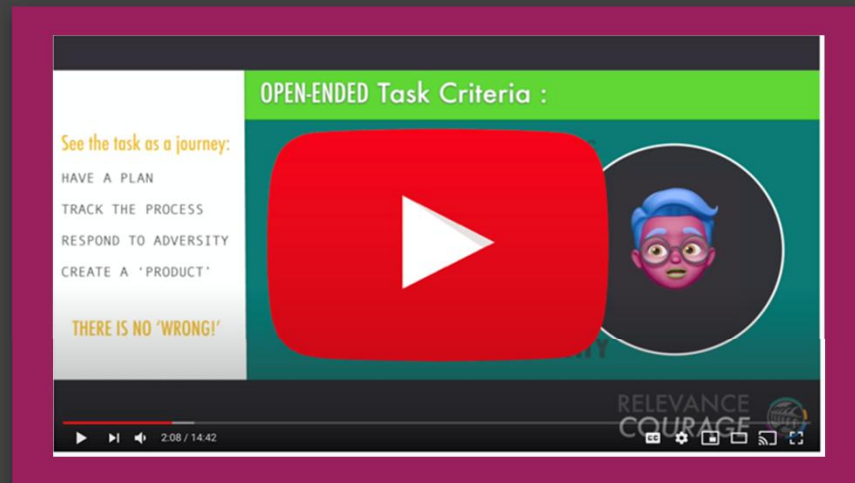 OPEN-ENDED Task Criteria :
See the task as a journey:
HAVE A PLAN
TRACK THE PROCESS
RESPOND TO ADVERSITY
CREATE A 'PRODUCT'
THERE IS NO 'WRONG!'
RELEVANCE
COURAGE
2:08 / 14:42
CC